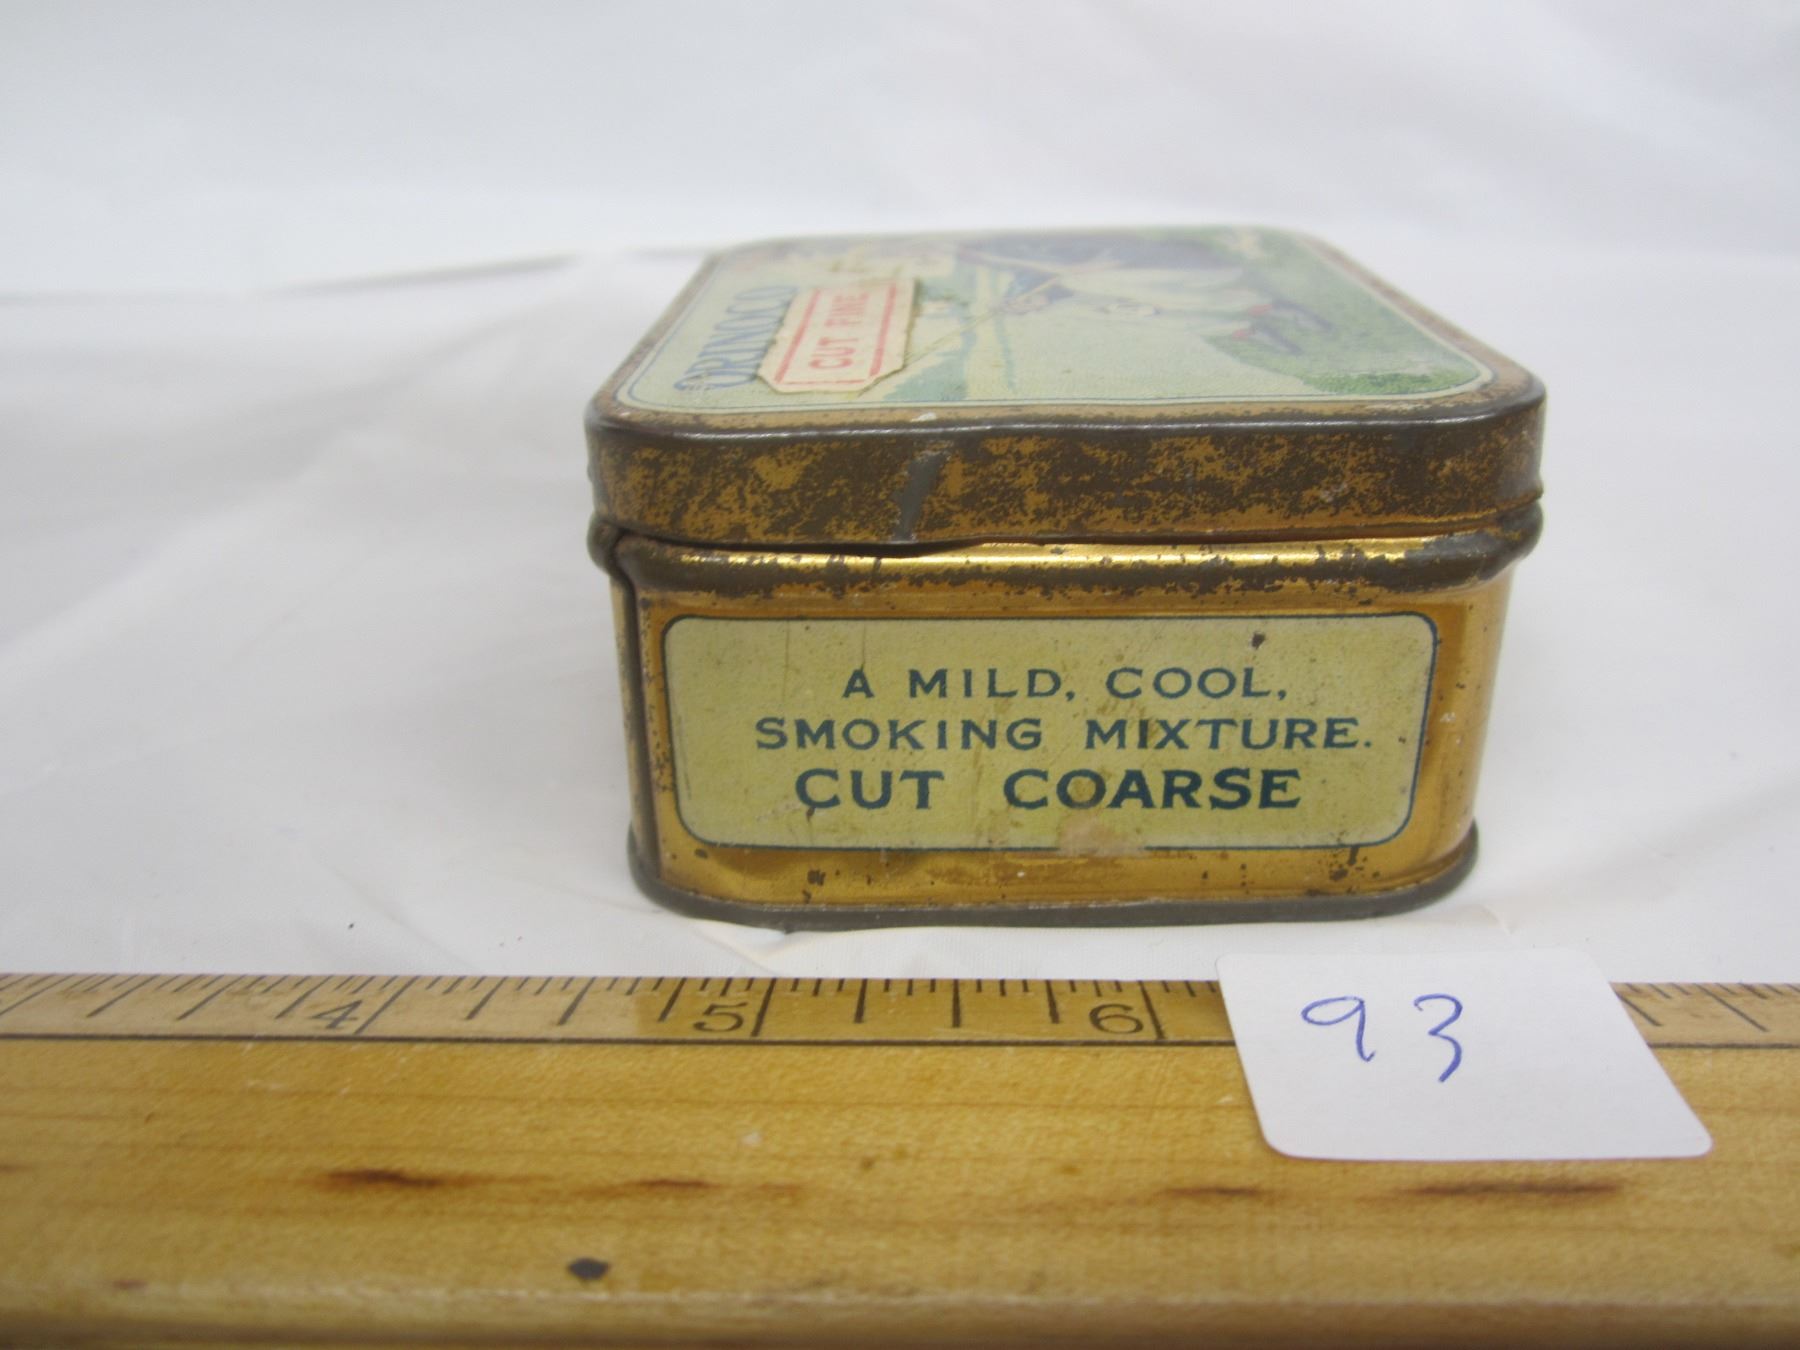 ORINOCO
CUT FINE
A MILD, COOL,
SMOKING MIXTURE.
CUT COARSE
4 5 6
93